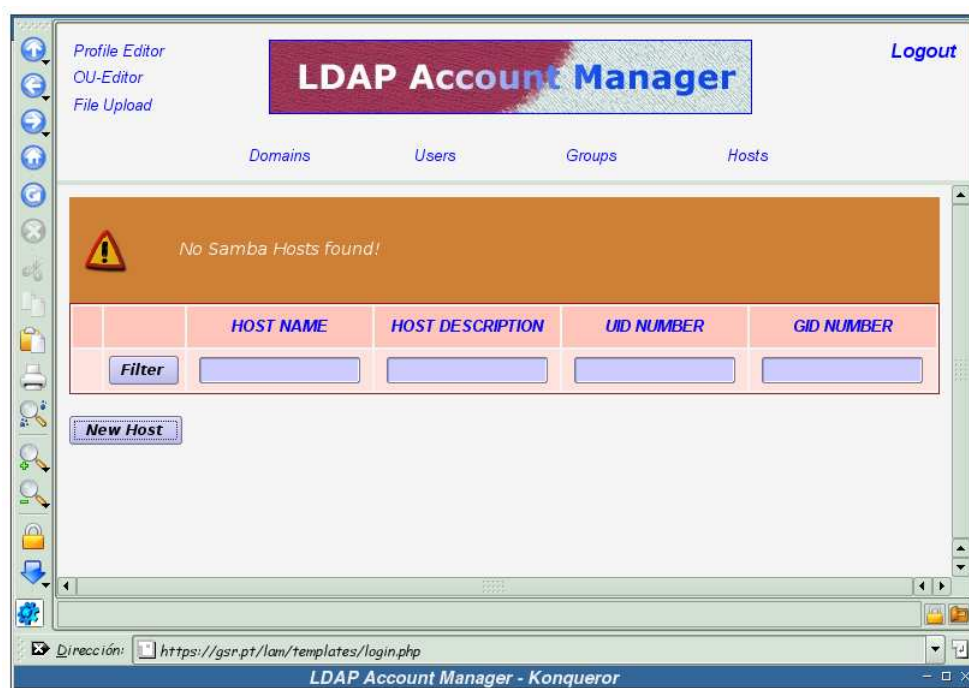 Profile Editor
OU-Editor
File Upload
LDAP Account Manager
Logout
Domains Users Groups Hosts
No Samba Hosts found!
HOST NAME HOST DESCRIPTION UID NUMBER GID NUMBER
Filter
New Host
Dirección: https://gsr.pt/lam/templates/login.php
LDAP Account Manager - Konqueror